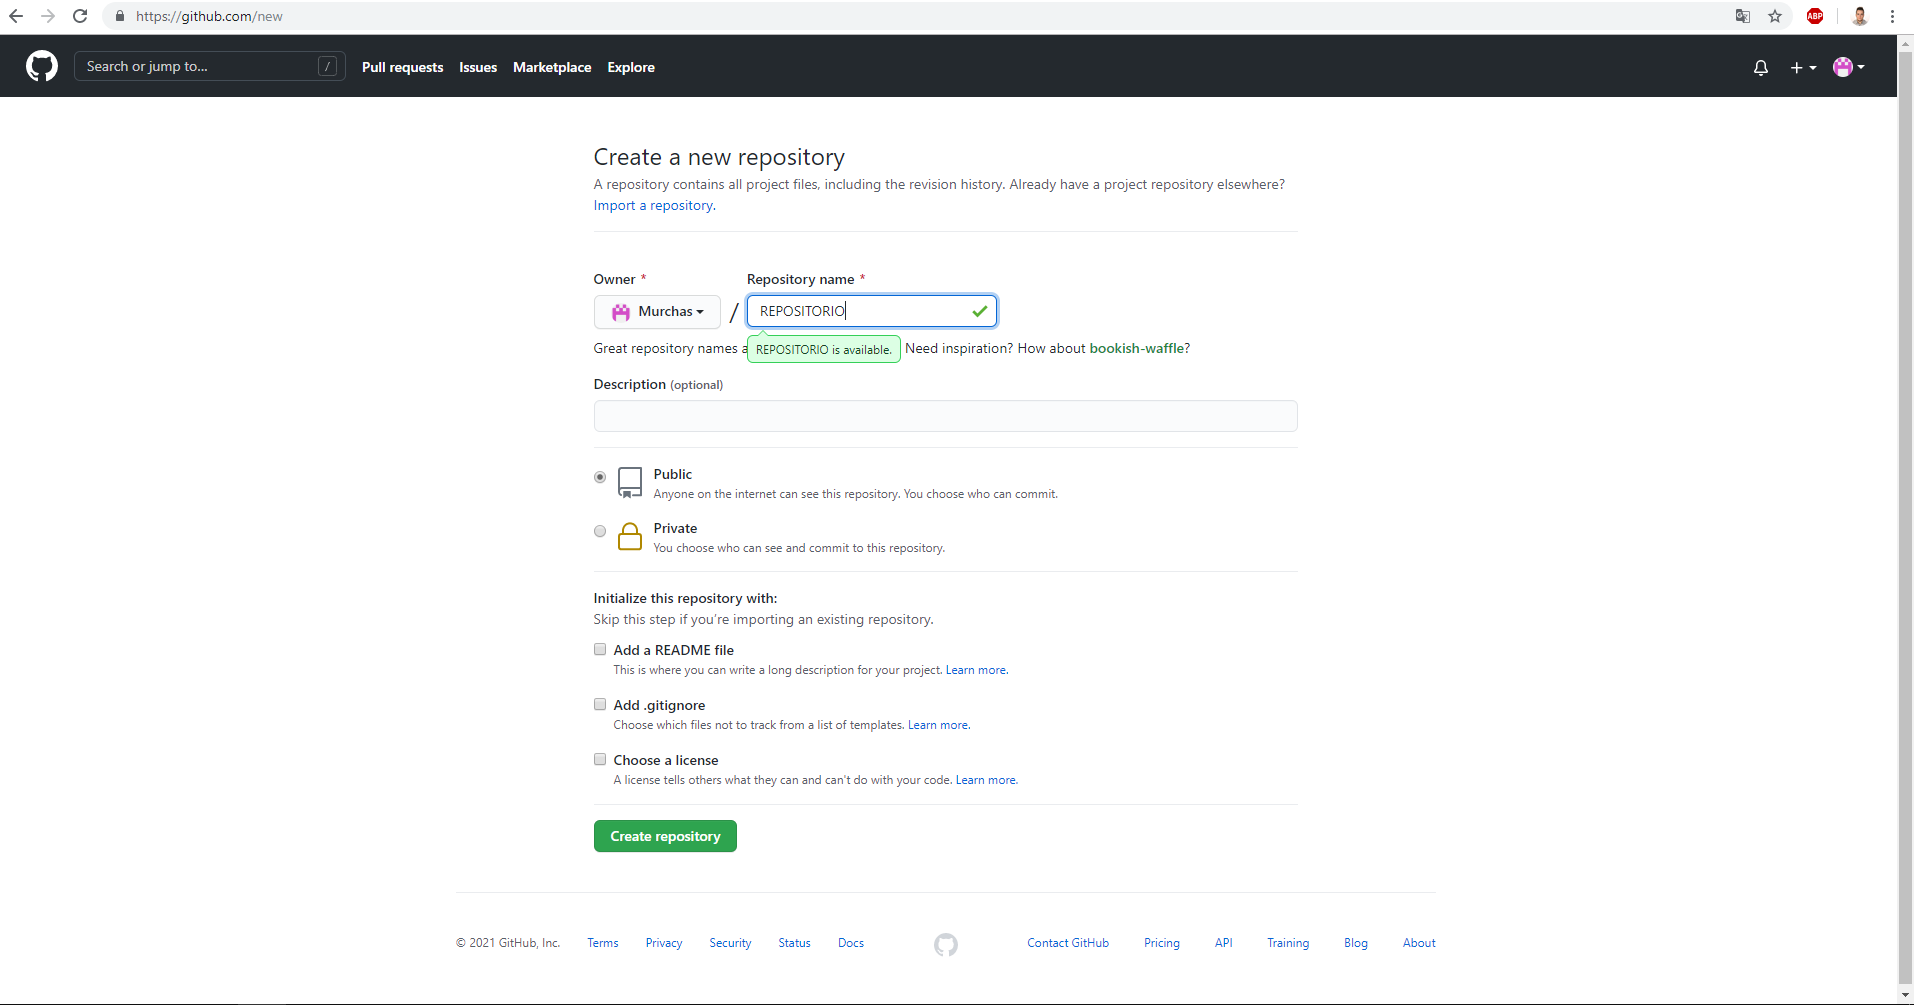 https://github.com/new
ABP
Search or jump to...
/
Pull requests
Issues
Marketplace
Explore
Create a new repository
A repository contains all project files, including the revision history. Already have a project repository elsewhere?
Import a repository.
Owner *
Repository name *
Murchas
/
REPOSITORIO
Great repository names a
REPOSITORIO is available.
Need inspiration? How about bookish-waffle?
Description (optional)
Public
Anyone on the internet can see this repository. You choose who can commit.
Private
You choose who can see and commit to this repository.
Initialize this repository with:
Skip this step if you're importing an existing repository.
Add a README file
This is where you can write a long description for your project. Learn more.
Add .gitignore
Choose which files not to track from a list of templates. Learn more.
Choose a license
A license tells others what they can and can't do with your code. Learn more.
Create repository
© 2021 GitHub, Inc.
Terms
Privacy
Security
Status
Docs
Contact GitHub
Pricing
API
Training
Blog
About